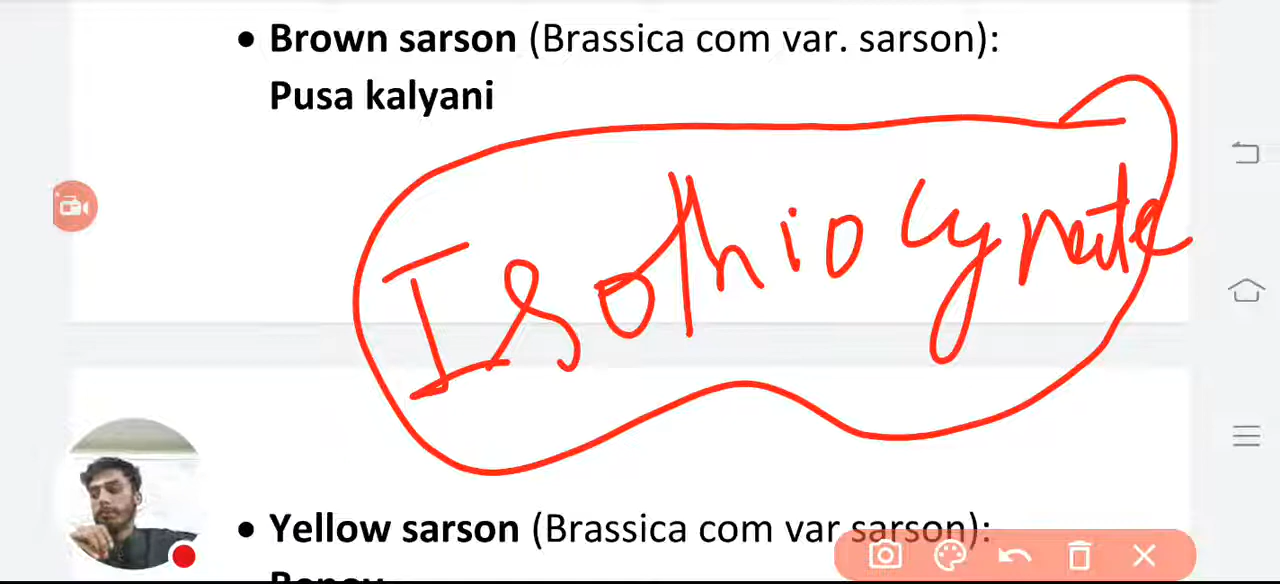 • Brown sarson (Brassica com var. sarson):
Pusa kalyani
Isothiocynate
• Yellow sarson (Brassica com var sarson):